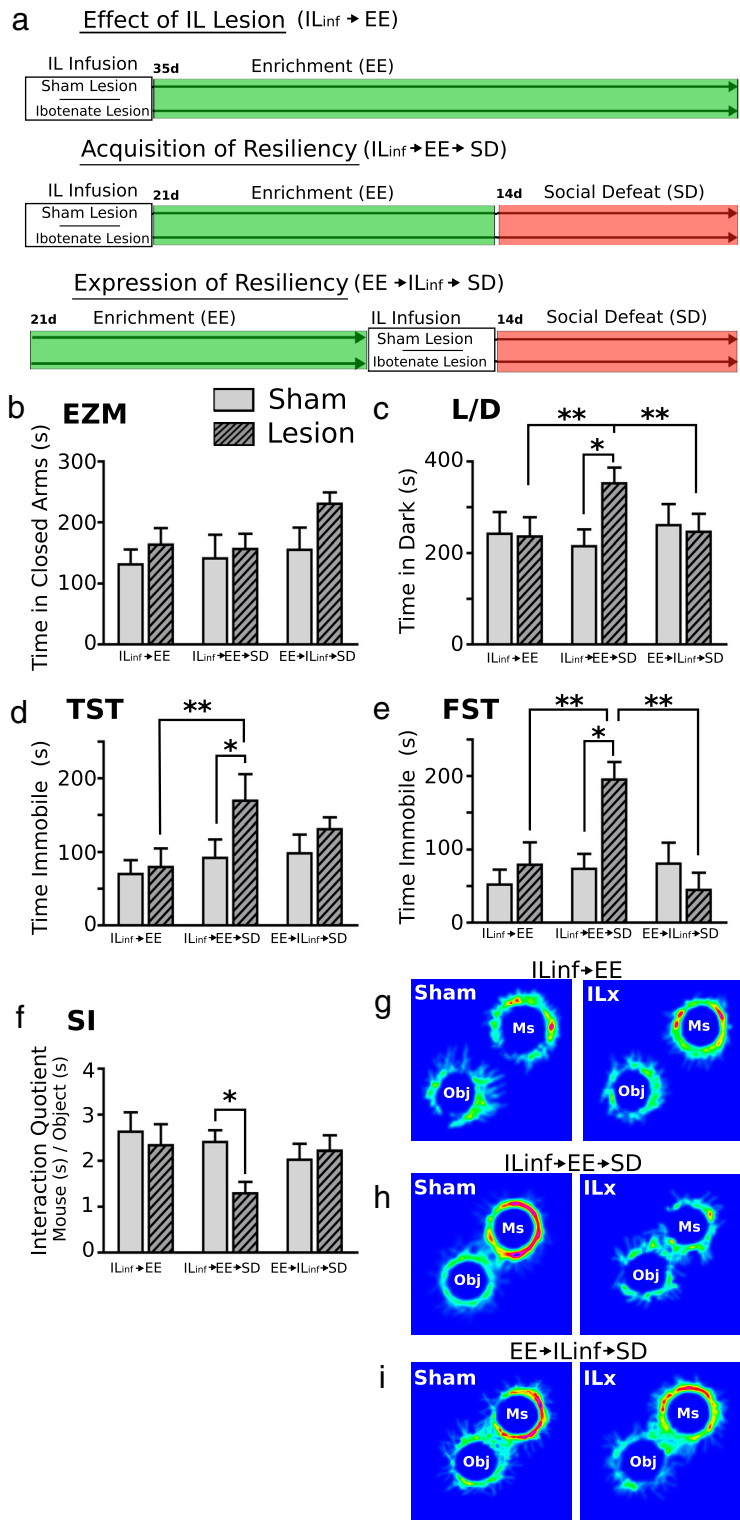 a Effect of IL Lesion (ILinf → EE)
IL Infusion 35d Enrichment (EE)
Sham Lesion
Ibotenate Lesion
Acquisition of Resiliency (ILinf→EE→ SD)
IL Infusion 21d Enrichment (EE) 14d Social Defeat (SD)
Sham Lesion
Ibotenate Lesion
Expression of Resiliency (EE →ILinf→ SD)
21d Enrichment (EE) IL Infusion 14d Social Defeat (SD)
Sham Lesion
Ibotenate Lesion
Sham
Lesion
b EZM
Time in Closed Arms (s)
300
200
100
0
ILinf→EE ILinf→EE→SD EE→ILinf→SD
c L/D
** **
*
Time in Dark (s)
400
200
0
ILinf→EE ILinf→EE→SD EE→ILinf→SD
d TST
**
*
Time Immobile (s)
200
100
0
ILinf→EE ILinf→EE→SD EE→ILinf→SD
e FST
** **
*
Time Immobile (s)
200
100
0
ILinf→EE ILinf→EE→SD EE→ILinf→SD
f SI
*
Interaction Quotient
Mouse (s) / Object (s)
4
3
2
1
0
ILinf→EE ILinf→EE→SD EE→ILinf→SD
ILinf→EE
g Sham ILx
Ms Ms
Obj Obj
ILinf→EE→SD
h Sham ILx
Ms Ms
Obj Obj
EE→ILinf→SD
i Sham ILx
Ms Ms
Obj Obj